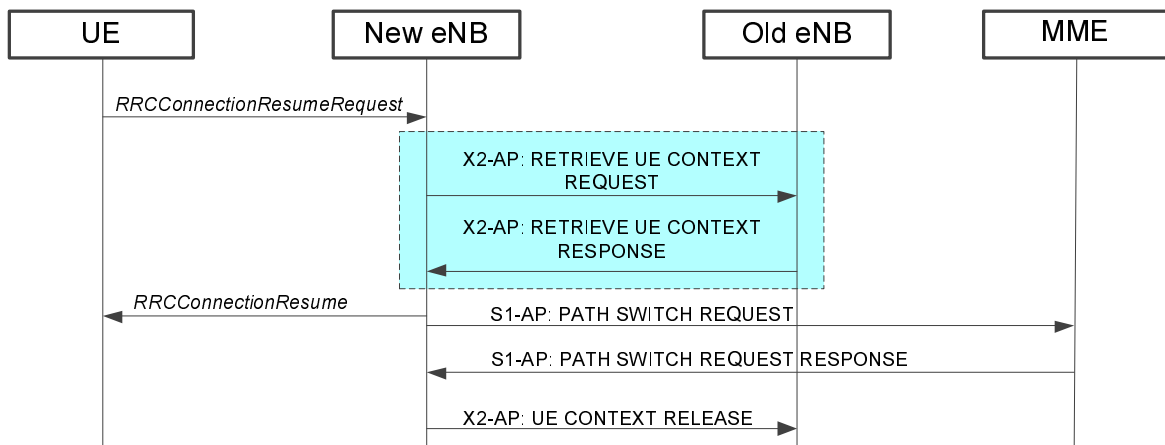 UE
New eNB
Old eNB
MME
RRCConnectionResumeRequest
X2-AP: RETRIEVE UE CONTEXT
REQUEST
X2-AP: RETRIEVE UE CONTEXT
RESPONSE
RRCConnectionResume
S1-AP: PATH SWITCH REQUEST
S1-AP: PATH SWITCH REQUEST RESPONSE
X2-AP: UE CONTEXT RELEASE